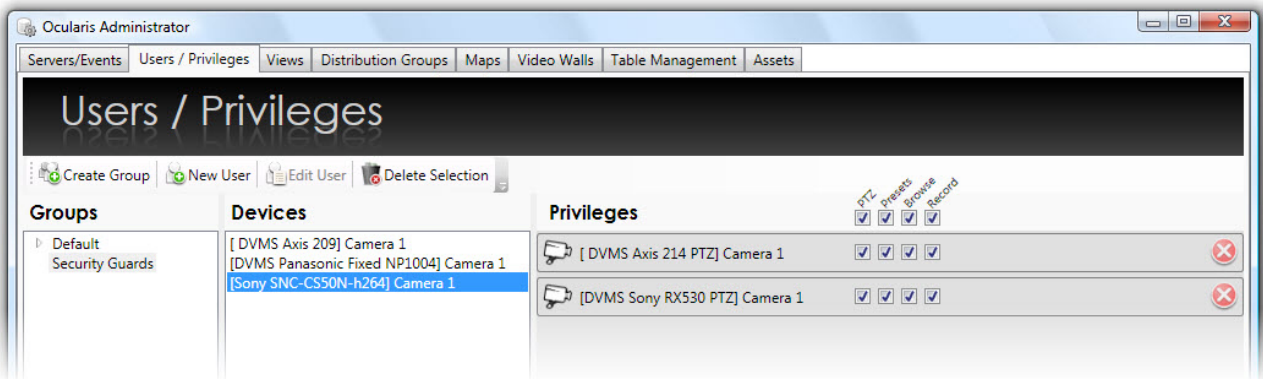 Ocularis Administrator
Servers/Events Users / Privileges Views Distribution Groups Maps Video Walls Table Management Assets
Users / Privileges
Create Group New User Edit User Delete Selection
PTZ Presets Browse Record
Groups Devices Privileges
Default [ DVMS Axis 209] Camera 1 [ DVMS Axis 214 PTZ] Camera 1
Security Guards [DVMS Panasonic Fixed NP1004] Camera 1
[Sony SNC-CS50N-h264] Camera 1 [DVMS Sony RX530 PTZ] Camera 1